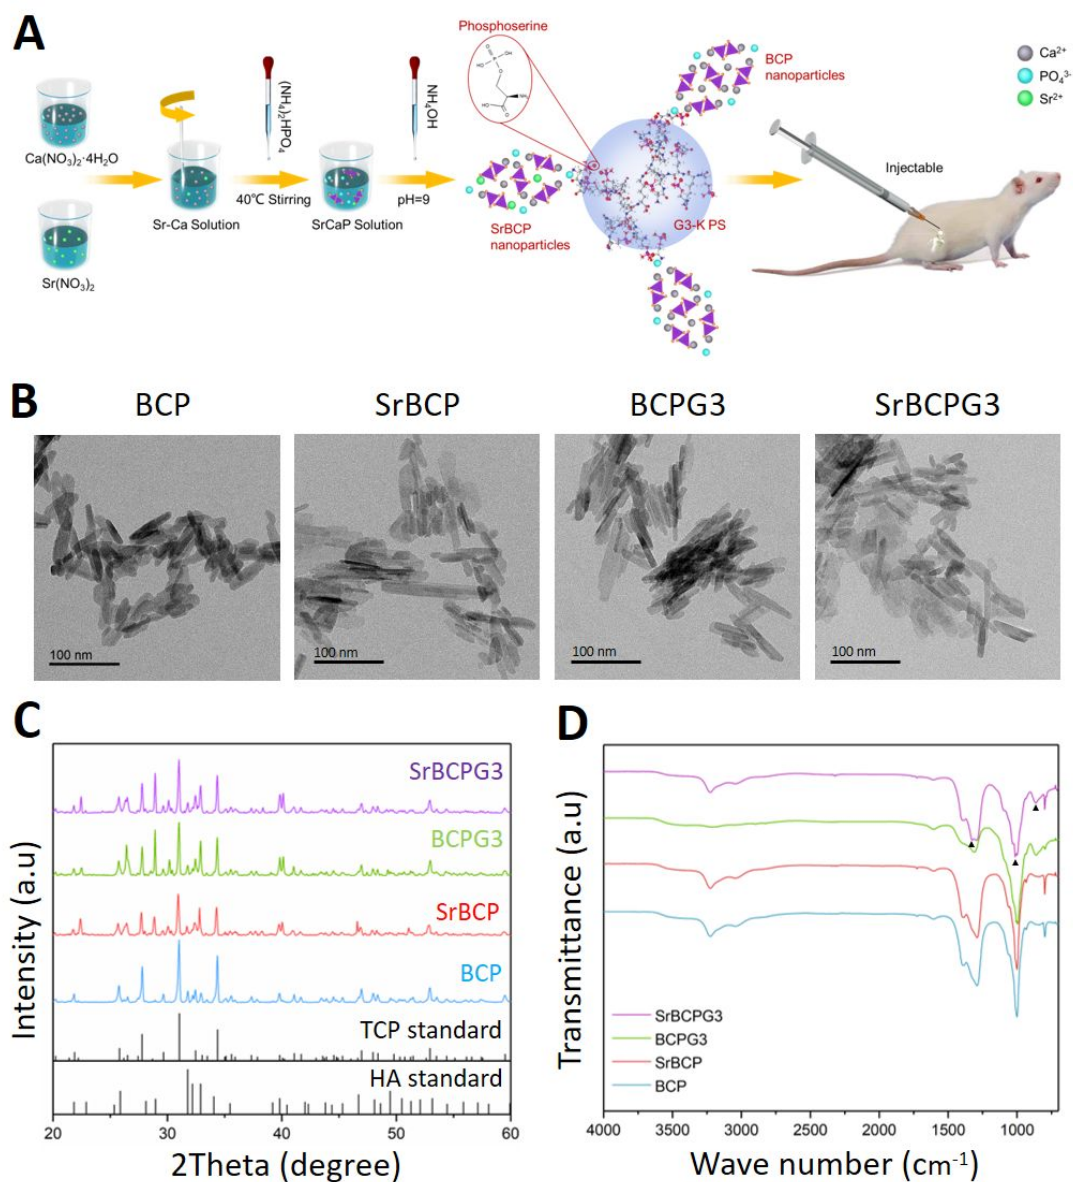 A
Phosphoserine
BCP
nanoparticles
Ca²⁺
PO₄³⁻
Sr²⁺
(NH₄)₂HPO₄
NH₄OH
Ca(NO₃)₂·4H₂O
Sr(NO₃)₂
Sr-Ca Solution
40℃ Stirring
SrCaP Solution
pH=9
SrBCP
nanoparticles
G3-K PS
Injectable
B
BCP
SrBCP
BCPG3
SrBCPG3
100 nm
100 nm
100 nm
100 nm
C
Intensity (a.u)
SrBCPG3
BCPG3
SrBCP
BCP
TCP standard
HA standard
20
30
40
50
60
2Theta (degree)
D
Transmittance (a.u)
SrBCPG3
BCPG3
SrBCP
BCP
4000
3500
3000
2500
2000
1500
1000
Wave number (cm⁻¹)